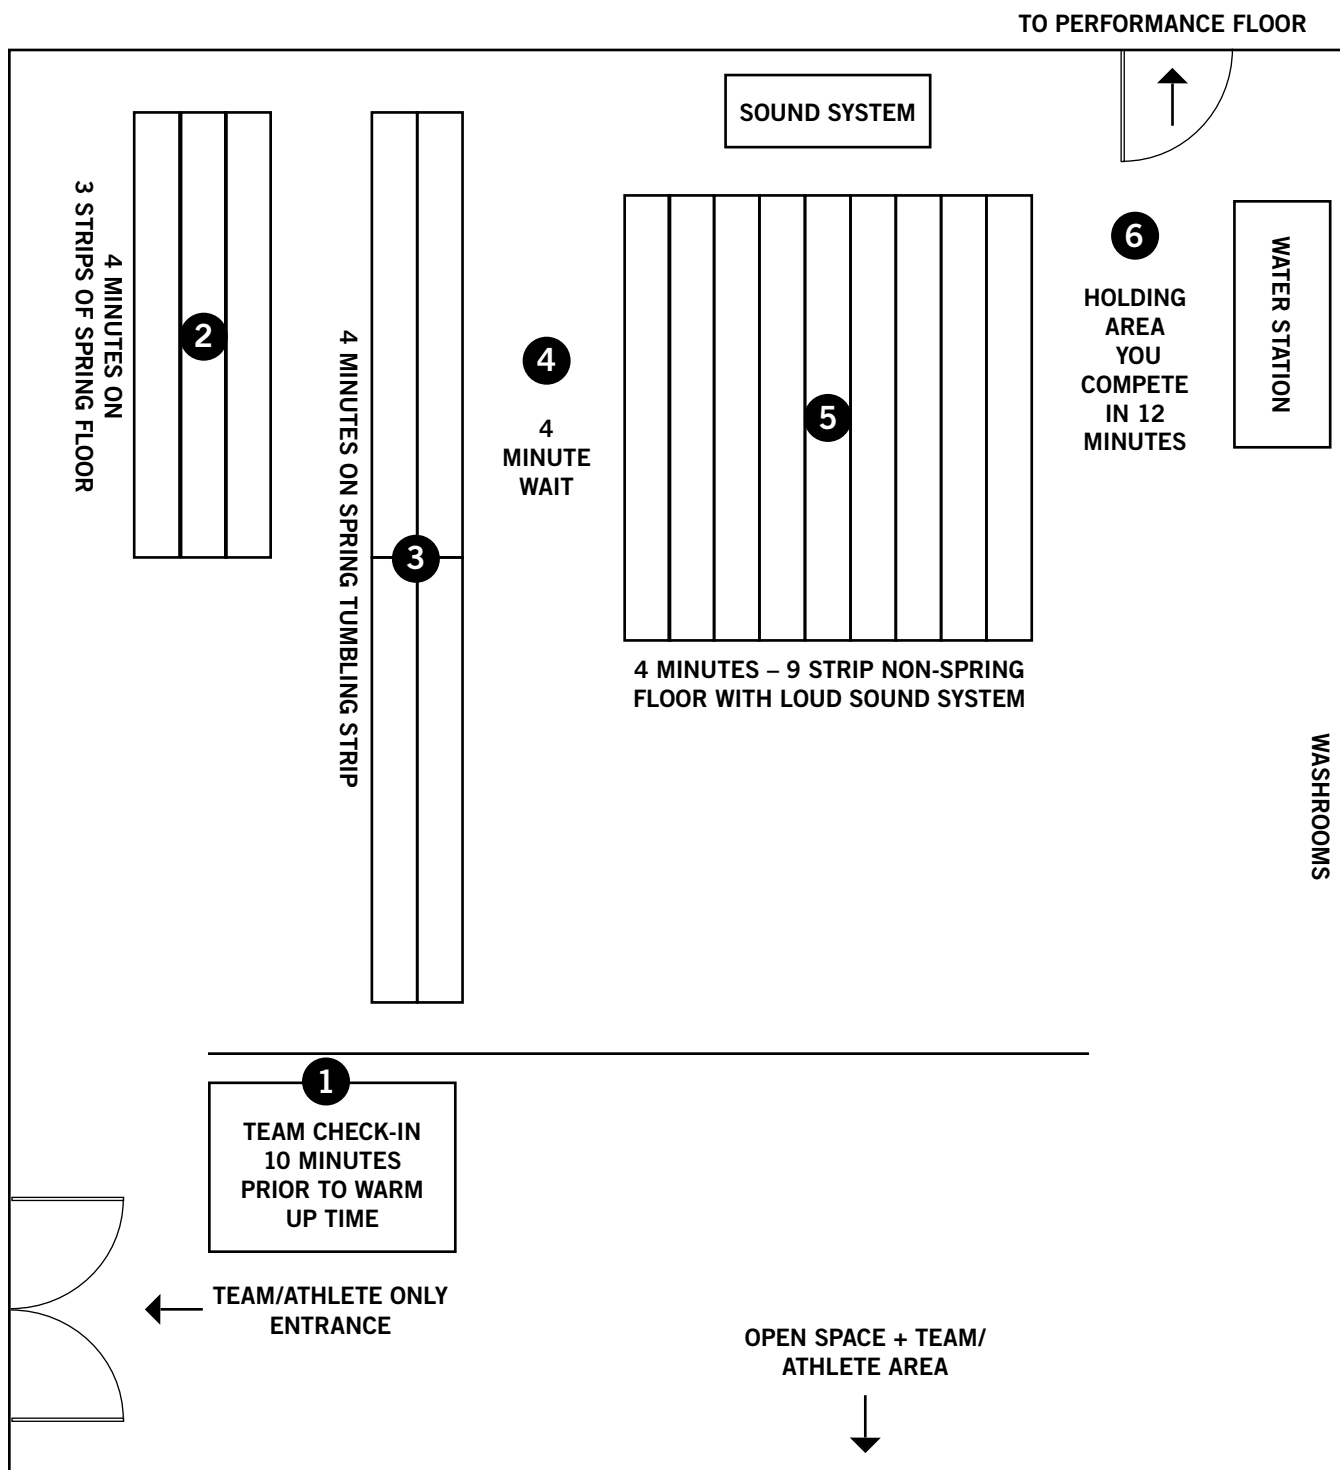 TO PERFORMANCE FLOOR
SOUND SYSTEM
4 MINUTES ON
3 STRIPS OF SPRING FLOOR
2
4 MINUTES ON SPRING TUMBLING STRIP
3
4
4
MINUTE
WAIT
5
4 MINUTES – 9 STRIP NON-SPRING
FLOOR WITH LOUD SOUND SYSTEM
6
HOLDING
AREA
YOU
COMPETE
IN 12
MINUTES
WATER STATION
WASHROOMS
1
TEAM CHECK-IN
10 MINUTES
PRIOR TO WARM
UP TIME
TEAM/ATHLETE ONLY
ENTRANCE
OPEN SPACE + TEAM/
ATHLETE AREA